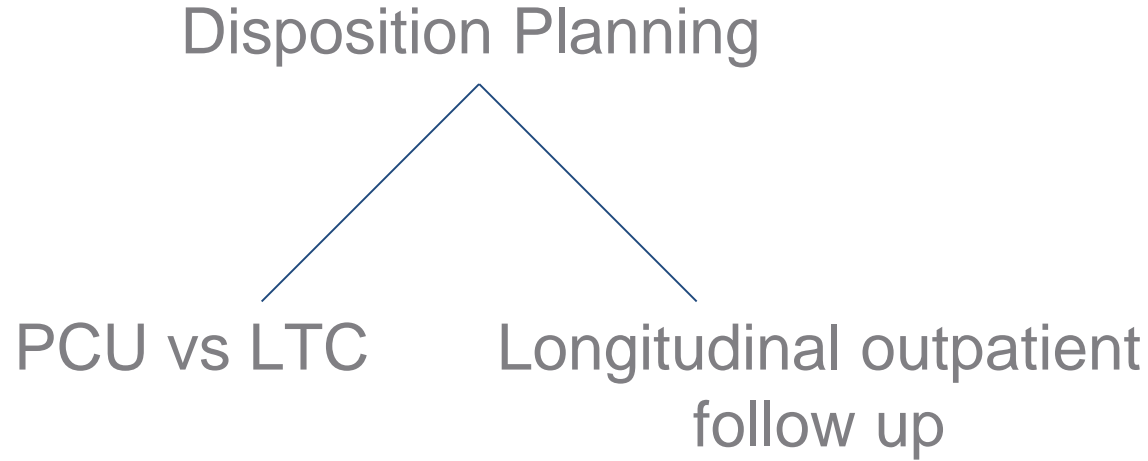 Disposition Planning
PCU vs LTC
Longitudinal outpatient
follow up